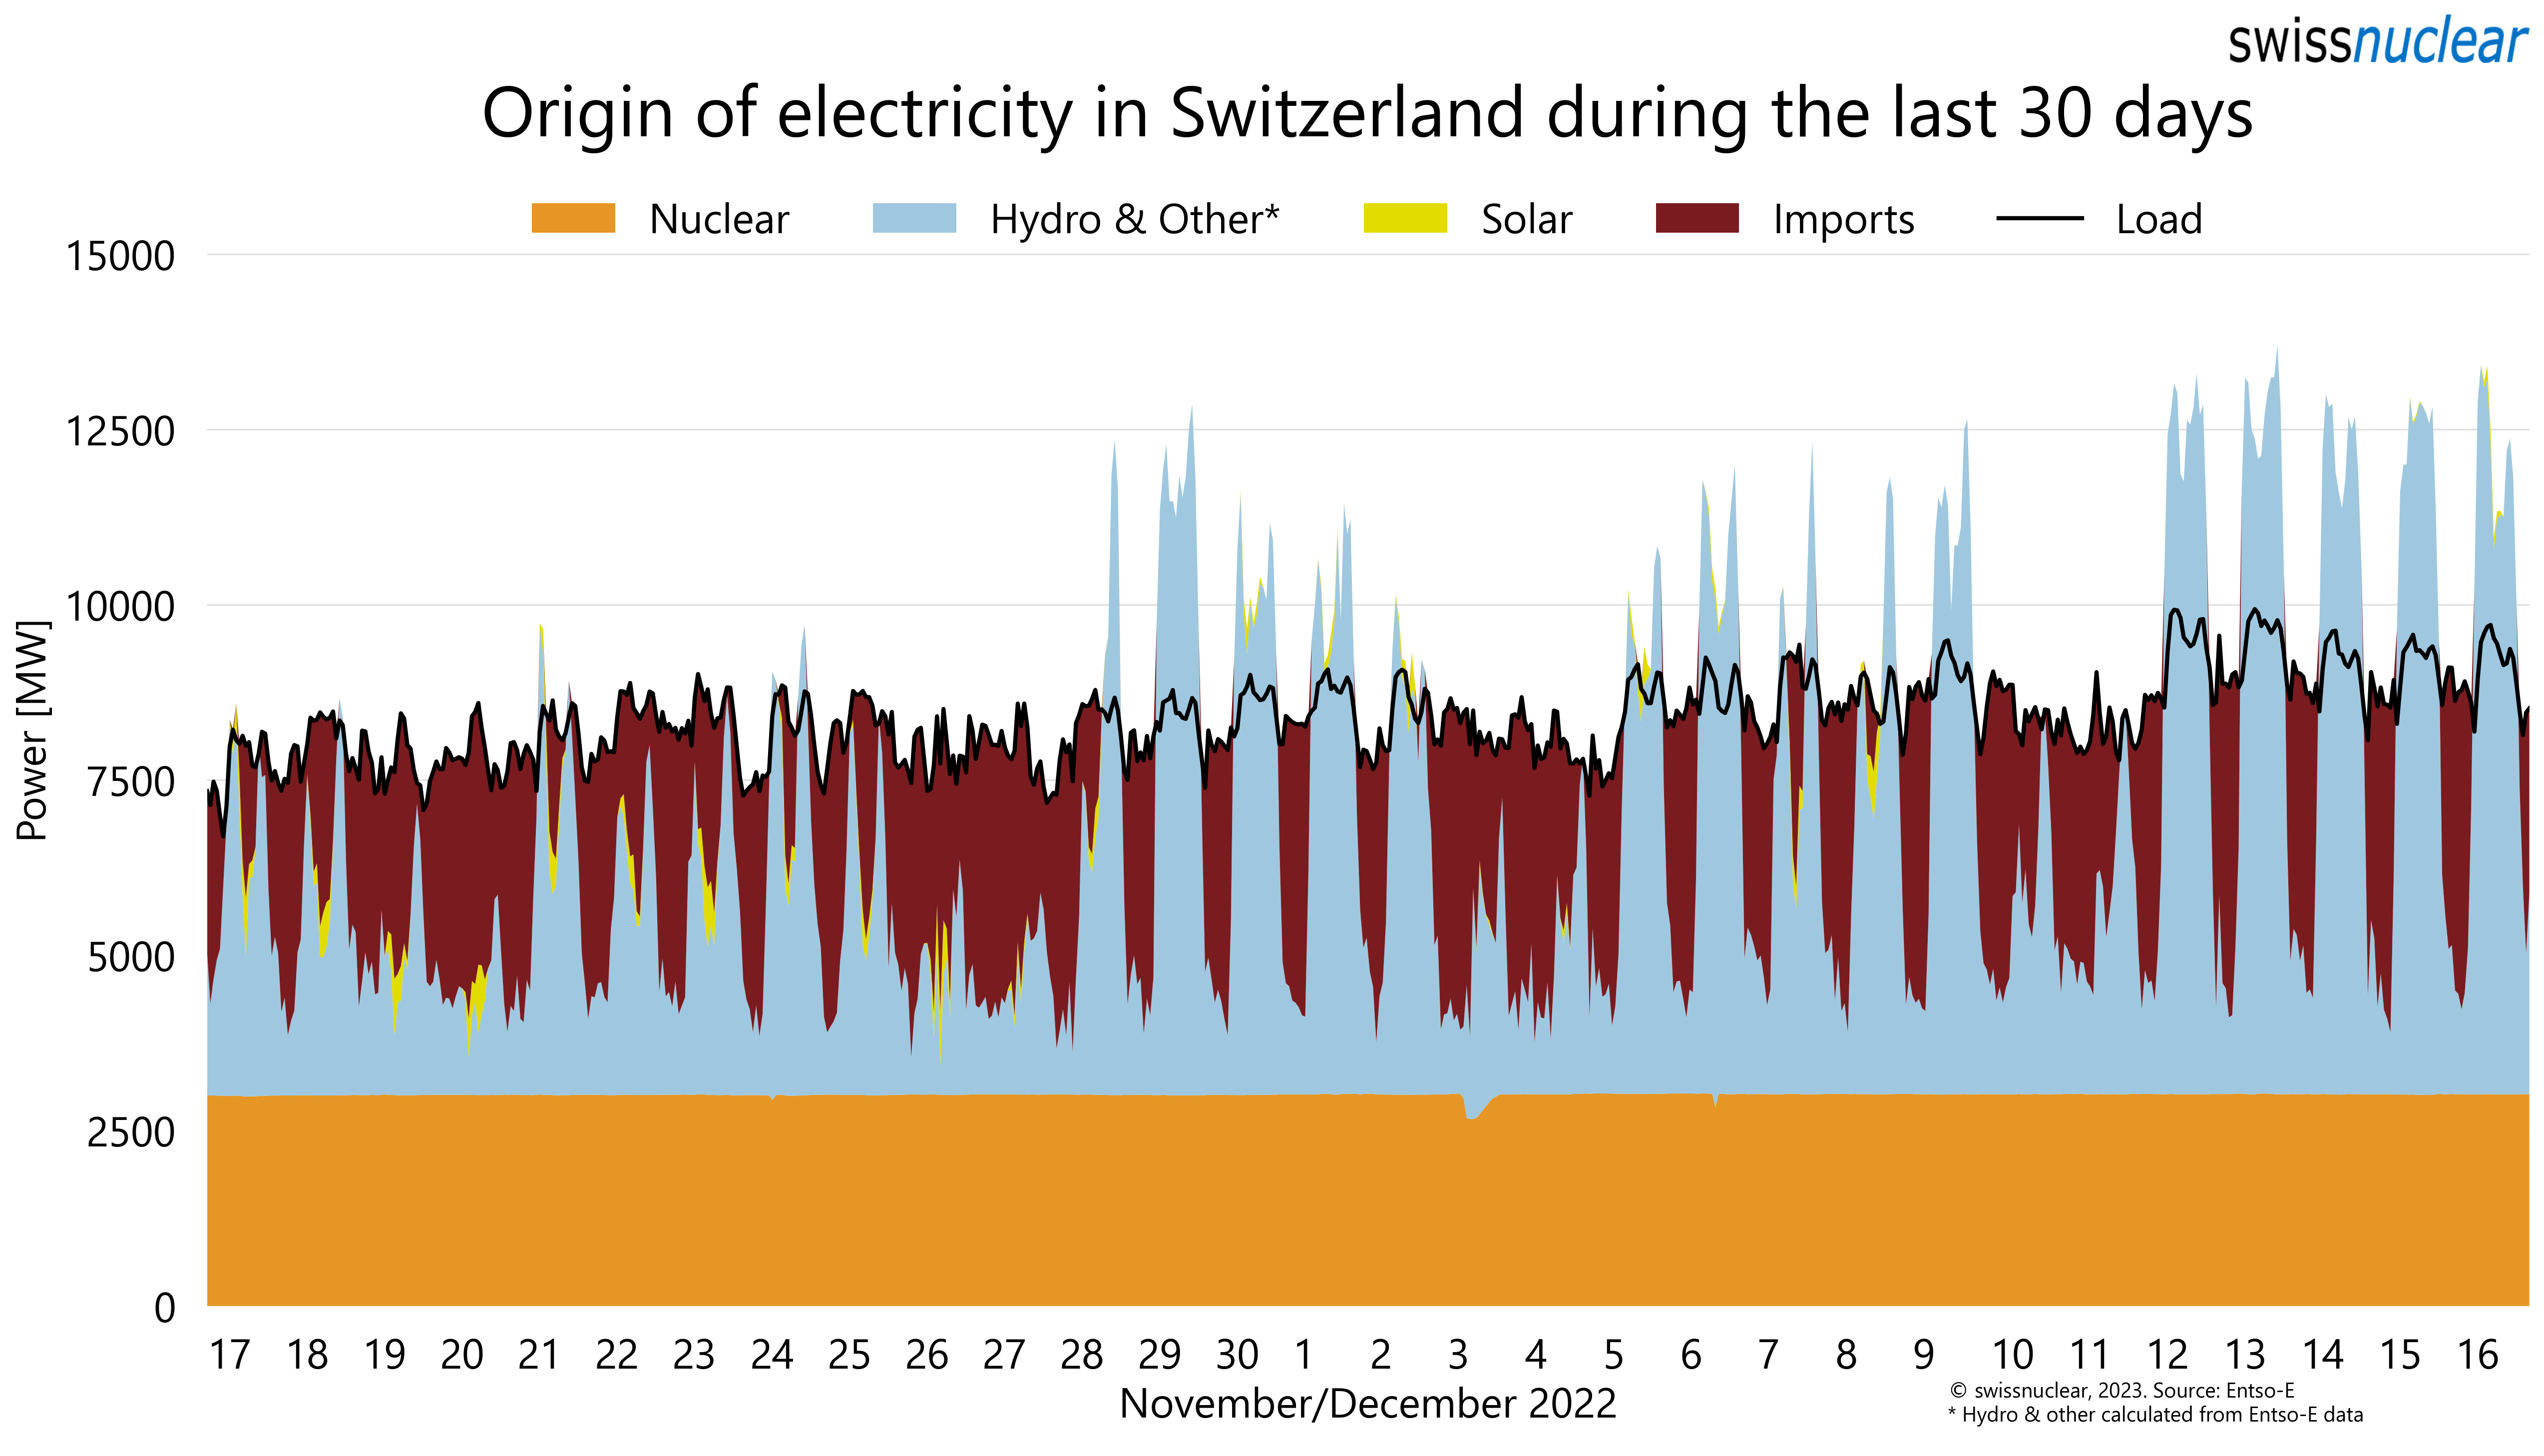 swissnuclear
Origin of electricity in Switzerland during the last 30 days
Nuclear Hydro & Other* Solar Imports Load
15000
12500
10000
7500
5000
2500
0
Power [MW]
17 18 19 20 21 22 23 24 25 26 27 28 29 30 1 2 3 4 5 6 7 8 9 10 11 12 13 14 15 16
November/December 2022
© swissnuclear, 2023. Source: Entso-E
* Hydro & other calculated from Entso-E data